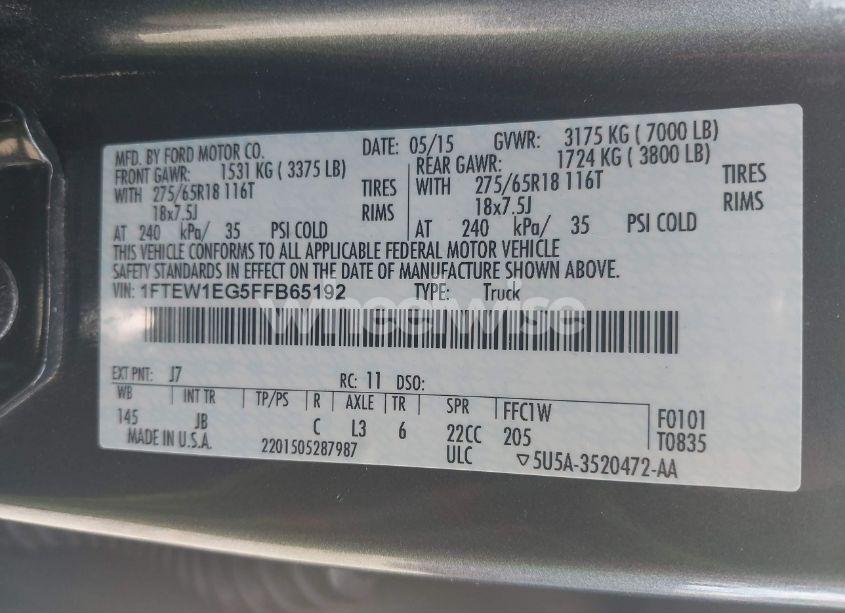 MFD. BY FORD MOTOR CO.
DATE: 05/15 GVWR: 3175 KG ( 7000 LB)
FRONT GAWR: 1531 KG ( 3375 LB)
WITH 275/65R18 116T TIRES
18x7.5J RIMS
AT 240 kPa/ 35 PSI COLD
REAR GAWR: 1724 KG ( 3800 LB)
WITH 275/65R18 116T TIRES
18x7.5J RIMS
AT 240 kPa/ 35 PSI COLD
THIS VEHICLE CONFORMS TO ALL APPLICABLE FEDERAL MOTOR VEHICLE
SAFETY STANDARDS IN EFFECT ON THE DATE OF MANUFACTURE SHOWN ABOVE.
VIN: 1FTEW1EG5FFB65192 TYPE: Truck
wheelwise
EXT PNT: J7 RC: 11 DSO:
WB INT TR TP/PS R AXLE TR SPR FFC1W F0101
145 JB C L3 6 22CC 205 T0835
MADE IN U.S.A. 2201505287987 ULC ▽5U5A-3520472-AA